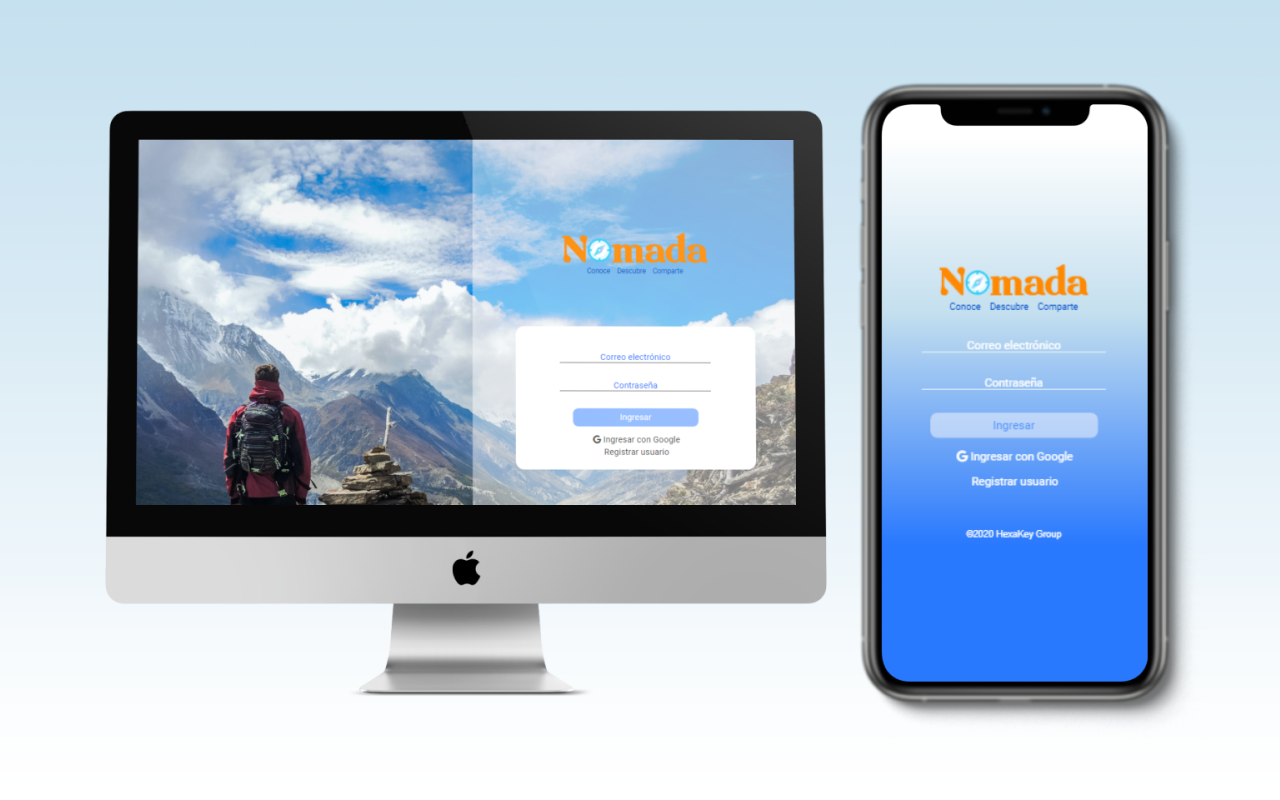 Nomada
Conoce Descubre Comparte
Correo electrónico
Contraseña
Ingresar
Ingresar con Google
Registrar usuario
Nomada
Conoce Descubre Comparte
Correo electrónico
Contraseña
Ingresar
Ingresar con Google
Registrar usuario
©2020 HexaKey Group